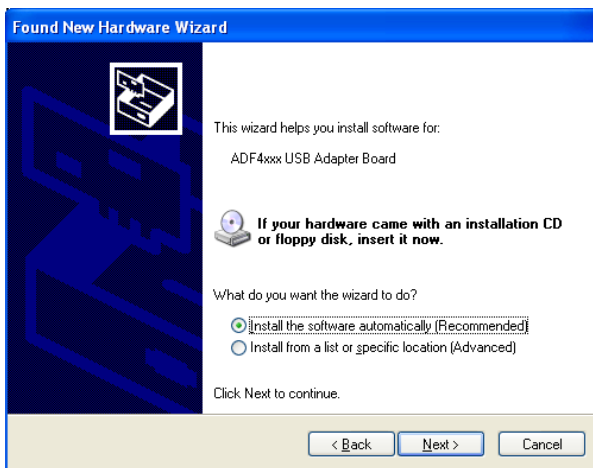 Found New Hardware Wizard
This wizard helps you install software for:
ADF4xxx USB Adapter Board
If your hardware came with an installation CD
or floppy disk, insert it now.
What do you want the wizard to do?
Install the software automatically (Recommended)
Install from a list or specific location (Advanced)
Click Next to continue.
< Back Next > Cancel